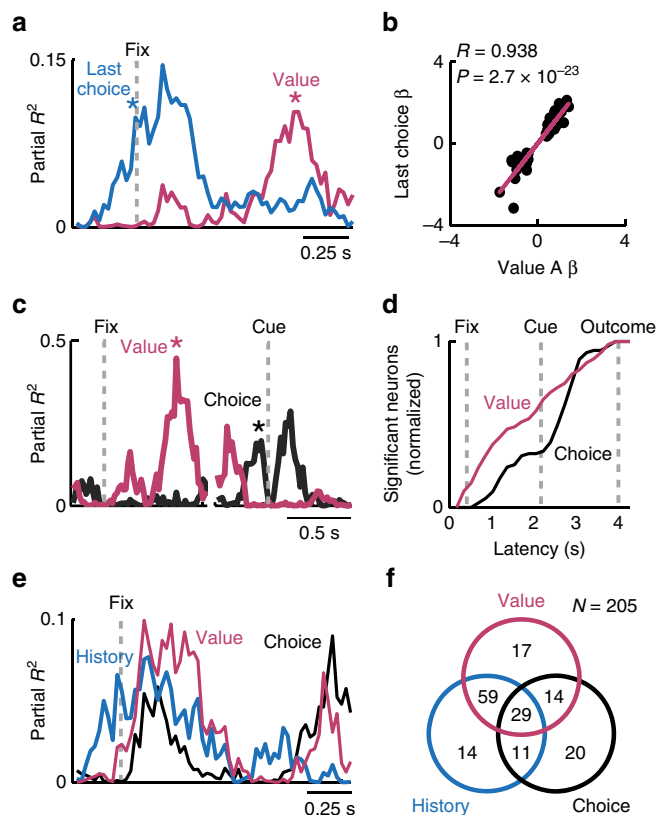 a
Fix
0.15
Last
choice
*
Value
*
Partial R²
0
0.25 s
b
R = 0.938
P = 2.7 × 10⁻²³
4
Last choice β
0
−4
−4
0
4
Value A β
c
0.5
Fix
Value
*
Cue
Choice
*
Partial R²
0
0.5 s
d
Fix
Cue
Outcome
1
Value
Choice
Significant neurons
(normalized)
0
0
1
2
3
4
Latency (s)
e
Fix
0.1
History
Value
Choice
Partial R²
0
0.25 s
f
Value
N = 205
17
59
14
29
14
11
20
History
Choice